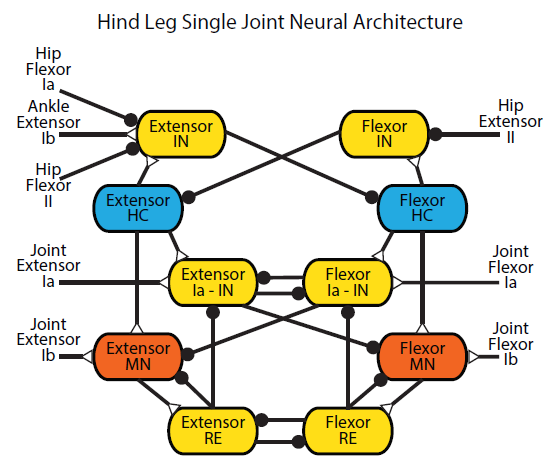 Hind Leg Single Joint Neural Architecture
Hip
Flexor
Ia
Ankle
Extensor
Ib
Hip
Flexor
II
Extensor
IN
Flexor
IN
Hip
Extensor
II
Extensor
HC
Flexor
HC
Joint
Extensor
Ia
Extensor
Ia - IN
Flexor
Ia - IN
Joint
Flexor
Ia
Joint
Extensor
Ib
Extensor
MN
Flexor
MN
Joint
Flexor
Ib
Extensor
RE
Flexor
RE